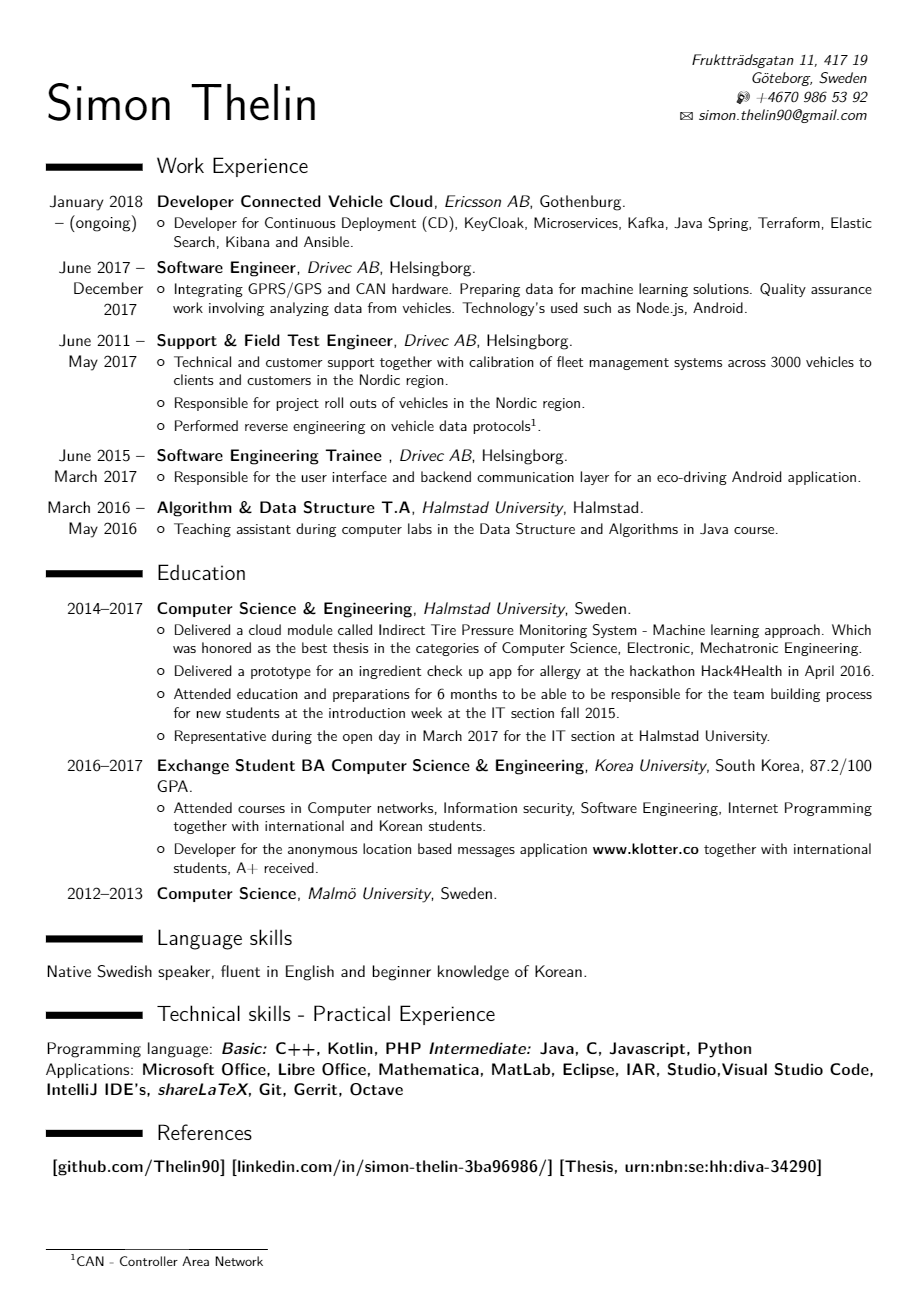 Fruktträdsgatan 11, 417 19
Göteborg, Sweden
+4670 986 53 92
simon.thelin90@gmail.com
Simon Thelin
Work Experience
January 2018 – (ongoing)
Developer Connected Vehicle Cloud, Ericsson AB, Gothenburg.
Developer for Continuous Deployment (CD), KeyCloak, Microservices, Kafka, Java Spring, Terraform, Elastic
Search, Kibana and Ansible.
June 2017 – December 2017
Software Engineer, Drivec AB, Helsingborg.
Integrating GPRS/GPS and CAN hardware. Preparing data for machine learning solutions. Quality assurance
work involving analyzing data from vehicles. Technology's used such as Node.js, Android.
June 2011 – May 2017
Support & Field Test Engineer, Drivec AB, Helsingborg.
Technical and customer support together with calibration of fleet management systems across 3000 vehicles to
clients and customers in the Nordic region.
Responsible for project roll outs of vehicles in the Nordic region.
Performed reverse engineering on vehicle data protocols¹.
June 2015 – March 2017
Software Engineering Trainee , Drivec AB, Helsingborg.
Responsible for the user interface and backend communication layer for an eco-driving Android application.
March 2016 – May 2016
Algorithm & Data Structure T.A, Halmstad University, Halmstad.
Teaching assistant during computer labs in the Data Structure and Algorithms in Java course.
Education
2014–2017 Computer Science & Engineering, Halmstad University, Sweden.
Delivered a cloud module called Indirect Tire Pressure Monitoring System - Machine learning approach. Which
was honored as the best thesis in the categories of Computer Science, Electronic, Mechatronic Engineering.
Delivered a prototype for an ingredient check up app for allergy at the hackathon Hack4Health in April 2016.
Attended education and preparations for 6 months to be able to be responsible for the team building process
for new students at the introduction week at the IT section fall 2015.
Representative during the open day in March 2017 for the IT section at Halmstad University.
2016–2017 Exchange Student BA Computer Science & Engineering, Korea University, South Korea, 87.2/100
GPA.
Attended courses in Computer networks, Information security, Software Engineering, Internet Programming
together with international and Korean students.
Developer for the anonymous location based messages application www.klotter.co together with international
students, A+ received.
2012–2013 Computer Science, Malmö University, Sweden.
Language skills
Native Swedish speaker, fluent in English and beginner knowledge of Korean.
Technical skills - Practical Experience
Programming language: Basic: C++, Kotlin, PHP Intermediate: Java, C, Javascript, Python
Applications: Microsoft Office, Libre Office, Mathematica, MatLab, Eclipse, IAR, Studio,Visual Studio Code,
IntelliJ IDE's, shareLaTeX, Git, Gerrit, Octave
References
[github.com/Thelin90] [linkedin.com/in/simon-thelin-3ba96986/] [Thesis, urn:nbn:se:hh:diva-34290]
¹CAN - Controller Area Network